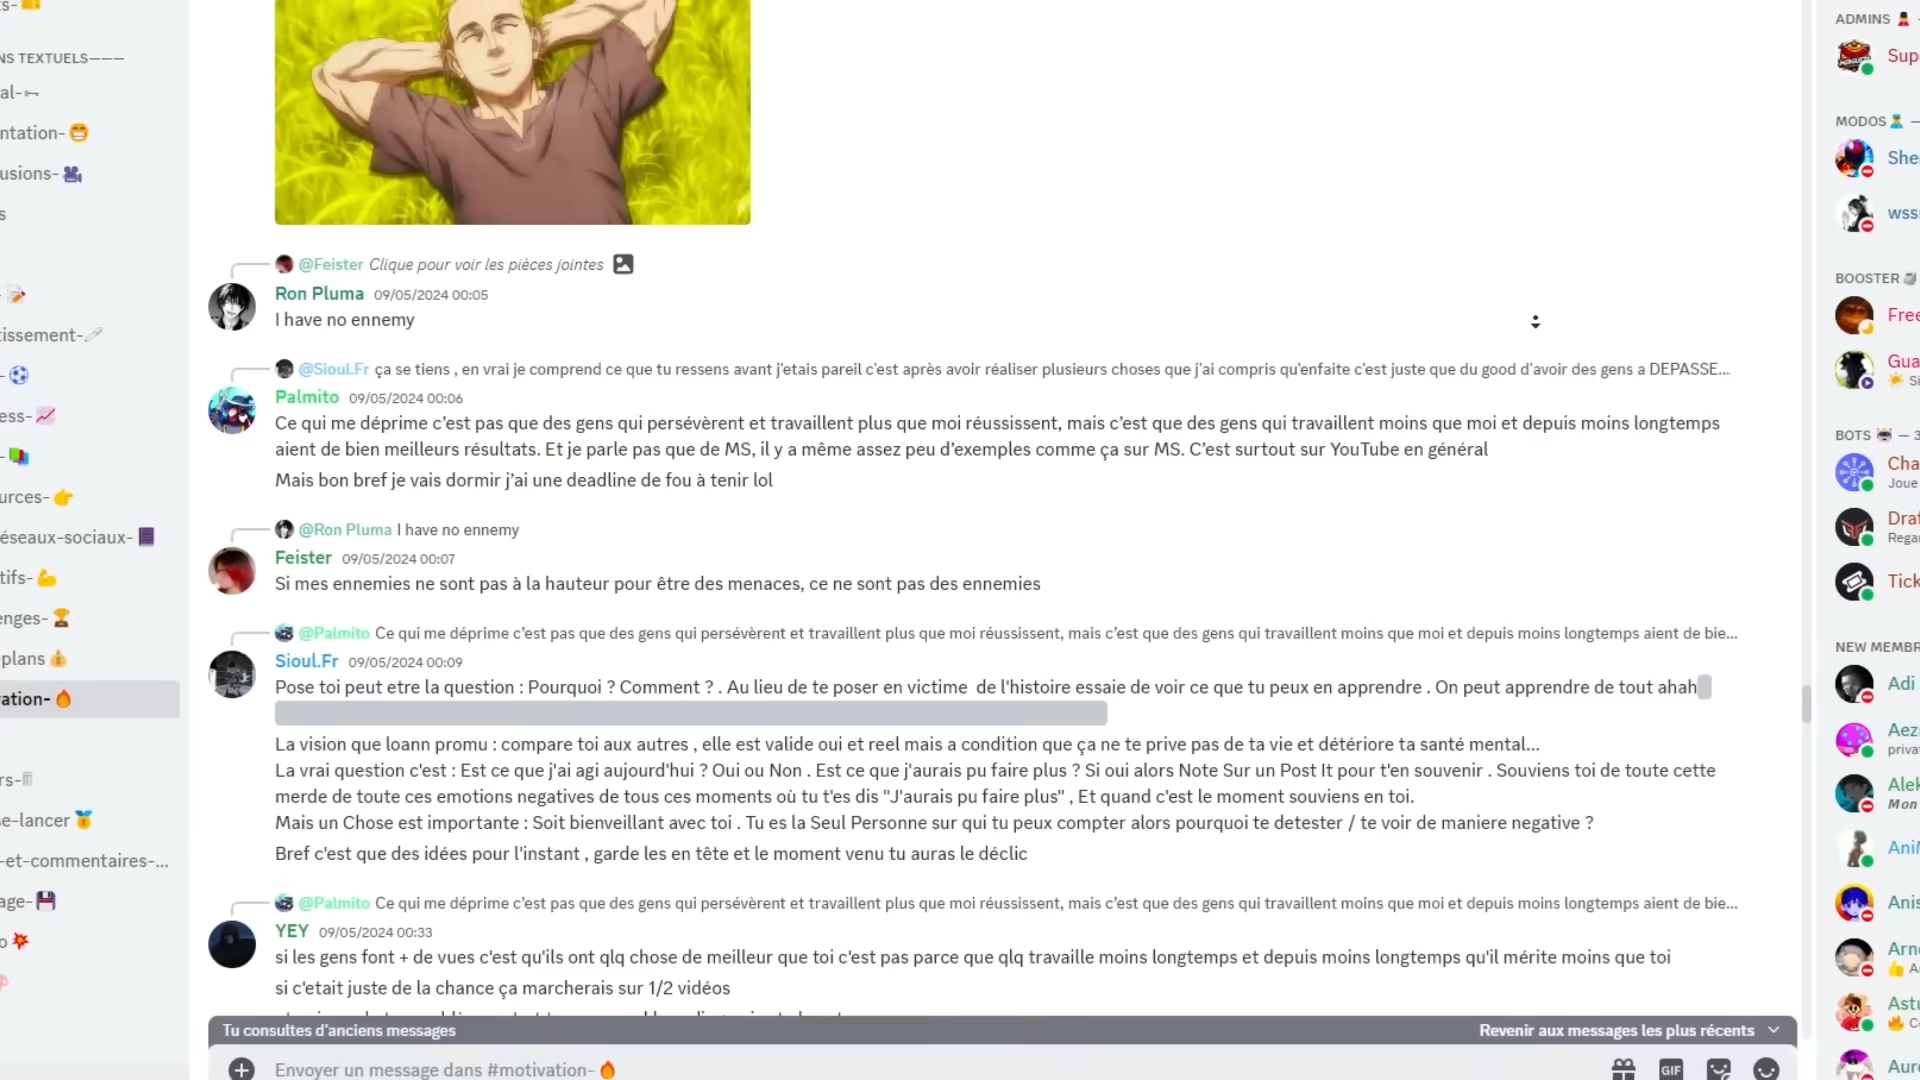 NS TEXTUELS———
al-
ntation-
usions-
s
tissement-
-
ess-
-
urces-
éseaux-sociaux-
tifs-
enges-
plans
ation-
rs-
e-lancer
-et-commentaires-...
age-
o
@Feister Clique pour voir les pièces jointes
Ron Pluma 09/05/2024 00:05
I have no ennemy
@Sioul.Fr ça se tiens , en vrai je comprend ce que tu ressens avant j'etais pareil c'est après avoir réaliser plusieurs choses que j'ai compris qu'enfaite c'est juste que du good d'avoir des gens a DEPASSE...
Palmito 09/05/2024 00:06
Ce qui me déprime c’est pas que des gens qui persévèrent et travaillent plus que moi réussissent, mais c’est que des gens qui travaillent moins que moi et depuis moins longtemps
aient de bien meilleurs résultats. Et je parle pas que de MS, il y a même assez peu d’exemples comme ça sur MS. C’est surtout sur YouTube en général
Mais bon bref je vais dormir j’ai une deadline de fou à tenir lol
@Ron Pluma I have no ennemy
Feister 09/05/2024 00:07
Si mes ennemies ne sont pas à la hauteur pour être des menaces, ce ne sont pas des ennemies
@Palmito Ce qui me déprime c’est pas que des gens qui persévèrent et travaillent plus que moi réussissent, mais c’est que des gens qui travaillent moins que moi et depuis moins longtemps aient de bie...
Sioul.Fr 09/05/2024 00:09
Pose toi peut etre la question : Pourquoi ? Comment ? . Au lieu de te poser en victime de l'histoire essaie de voir ce que tu peux en apprendre . On peut apprendre de tout ahah
La vision que loann promu : compare toi aux autres , elle est valide oui et reel mais a condition que ça ne te prive pas de ta vie et détériore ta santé mental...
La vrai question c'est : Est ce que j'ai agi aujourd'hui ? Oui ou Non . Est ce que j'aurais pu faire plus ? Si oui alors Note Sur un Post It pour t'en souvenir . Souviens toi de toute cette
merde de toute ces emotions negatives de tous ces moments où tu t'es dis "J'aurais pu faire plus" , Et quand c'est le moment souviens en toi.
Mais un Chose est importante : Soit bienveillant avec toi . Tu es la Seul Personne sur qui tu peux compter alors pourquoi te detester / te voir de maniere negative ?
Bref c'est que des idées pour l'instant , garde les en tête et le moment venu tu auras le déclic
@Palmito Ce qui me déprime c’est pas que des gens qui persévèrent et travaillent plus que moi réussissent, mais c’est que des gens qui travaillent moins que moi et depuis moins longtemps aient de bie...
YEY 09/05/2024 00:33
si les gens font + de vues c'est qu'ils ont qlq chose de meilleur que toi c'est pas parce que qlq travaille moins longtemps et depuis moins longtemps qu'il mérite moins que toi
si c'etait juste de la chance ça marcherais sur 1/2 vidéos
Tu consultes d’anciens messages
Revenir aux messages les plus récents
Envoyer un message dans #motivation-
GIF
ADMINS
Sup
MODOS
She
wss
BOOSTER
Free
Gua
Si
BOTS — 3
Cha
Joue
Draf
Rega
Tick
NEW MEMBR
Adi
Aez
priva
Alek
Mon
AniM
Anis
Arn
A
Astu
C
Aur